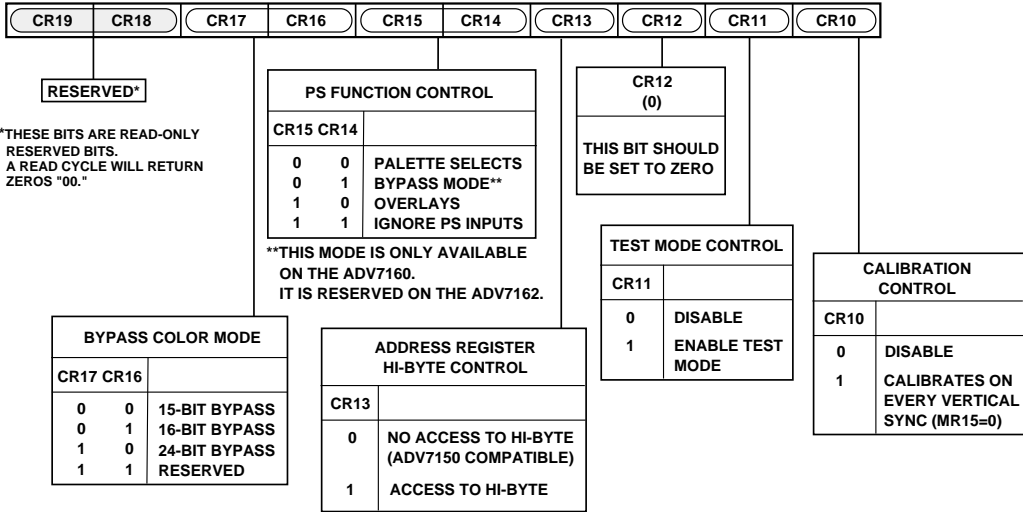 CR19 CR18 CR17 CR16 CR15 CR14 CR13 CR12 CR11 CR10
RESERVED*
*THESE BITS ARE READ-ONLY
RESERVED BITS.
A READ CYCLE WILL RETURN
ZEROS "00."
PS FUNCTION CONTROL
CR15 CR14
0 0 PALETTE SELECTS
0 1 BYPASS MODE**
1 0 OVERLAYS
1 1 IGNORE PS INPUTS
**THIS MODE IS ONLY AVAILABLE
ON THE ADV7160.
IT IS RESERVED ON THE ADV7162.
CR12
(0)
THIS BIT SHOULD
BE SET TO ZERO
TEST MODE CONTROL
CR11
0 DISABLE
1 ENABLE TEST
MODE
CALIBRATION
CONTROL
CR10
0 DISABLE
1 CALIBRATES ON
EVERY VERTICAL
SYNC (MR15=0)
BYPASS COLOR MODE
CR17 CR16
0 0 15-BIT BYPASS
0 1 16-BIT BYPASS
1 0 24-BIT BYPASS
1 1 RESERVED
ADDRESS REGISTER
HI-BYTE CONTROL
CR13
0 NO ACCESS TO HI-BYTE
(ADV7150 COMPATIBLE)
1 ACCESS TO HI-BYTE